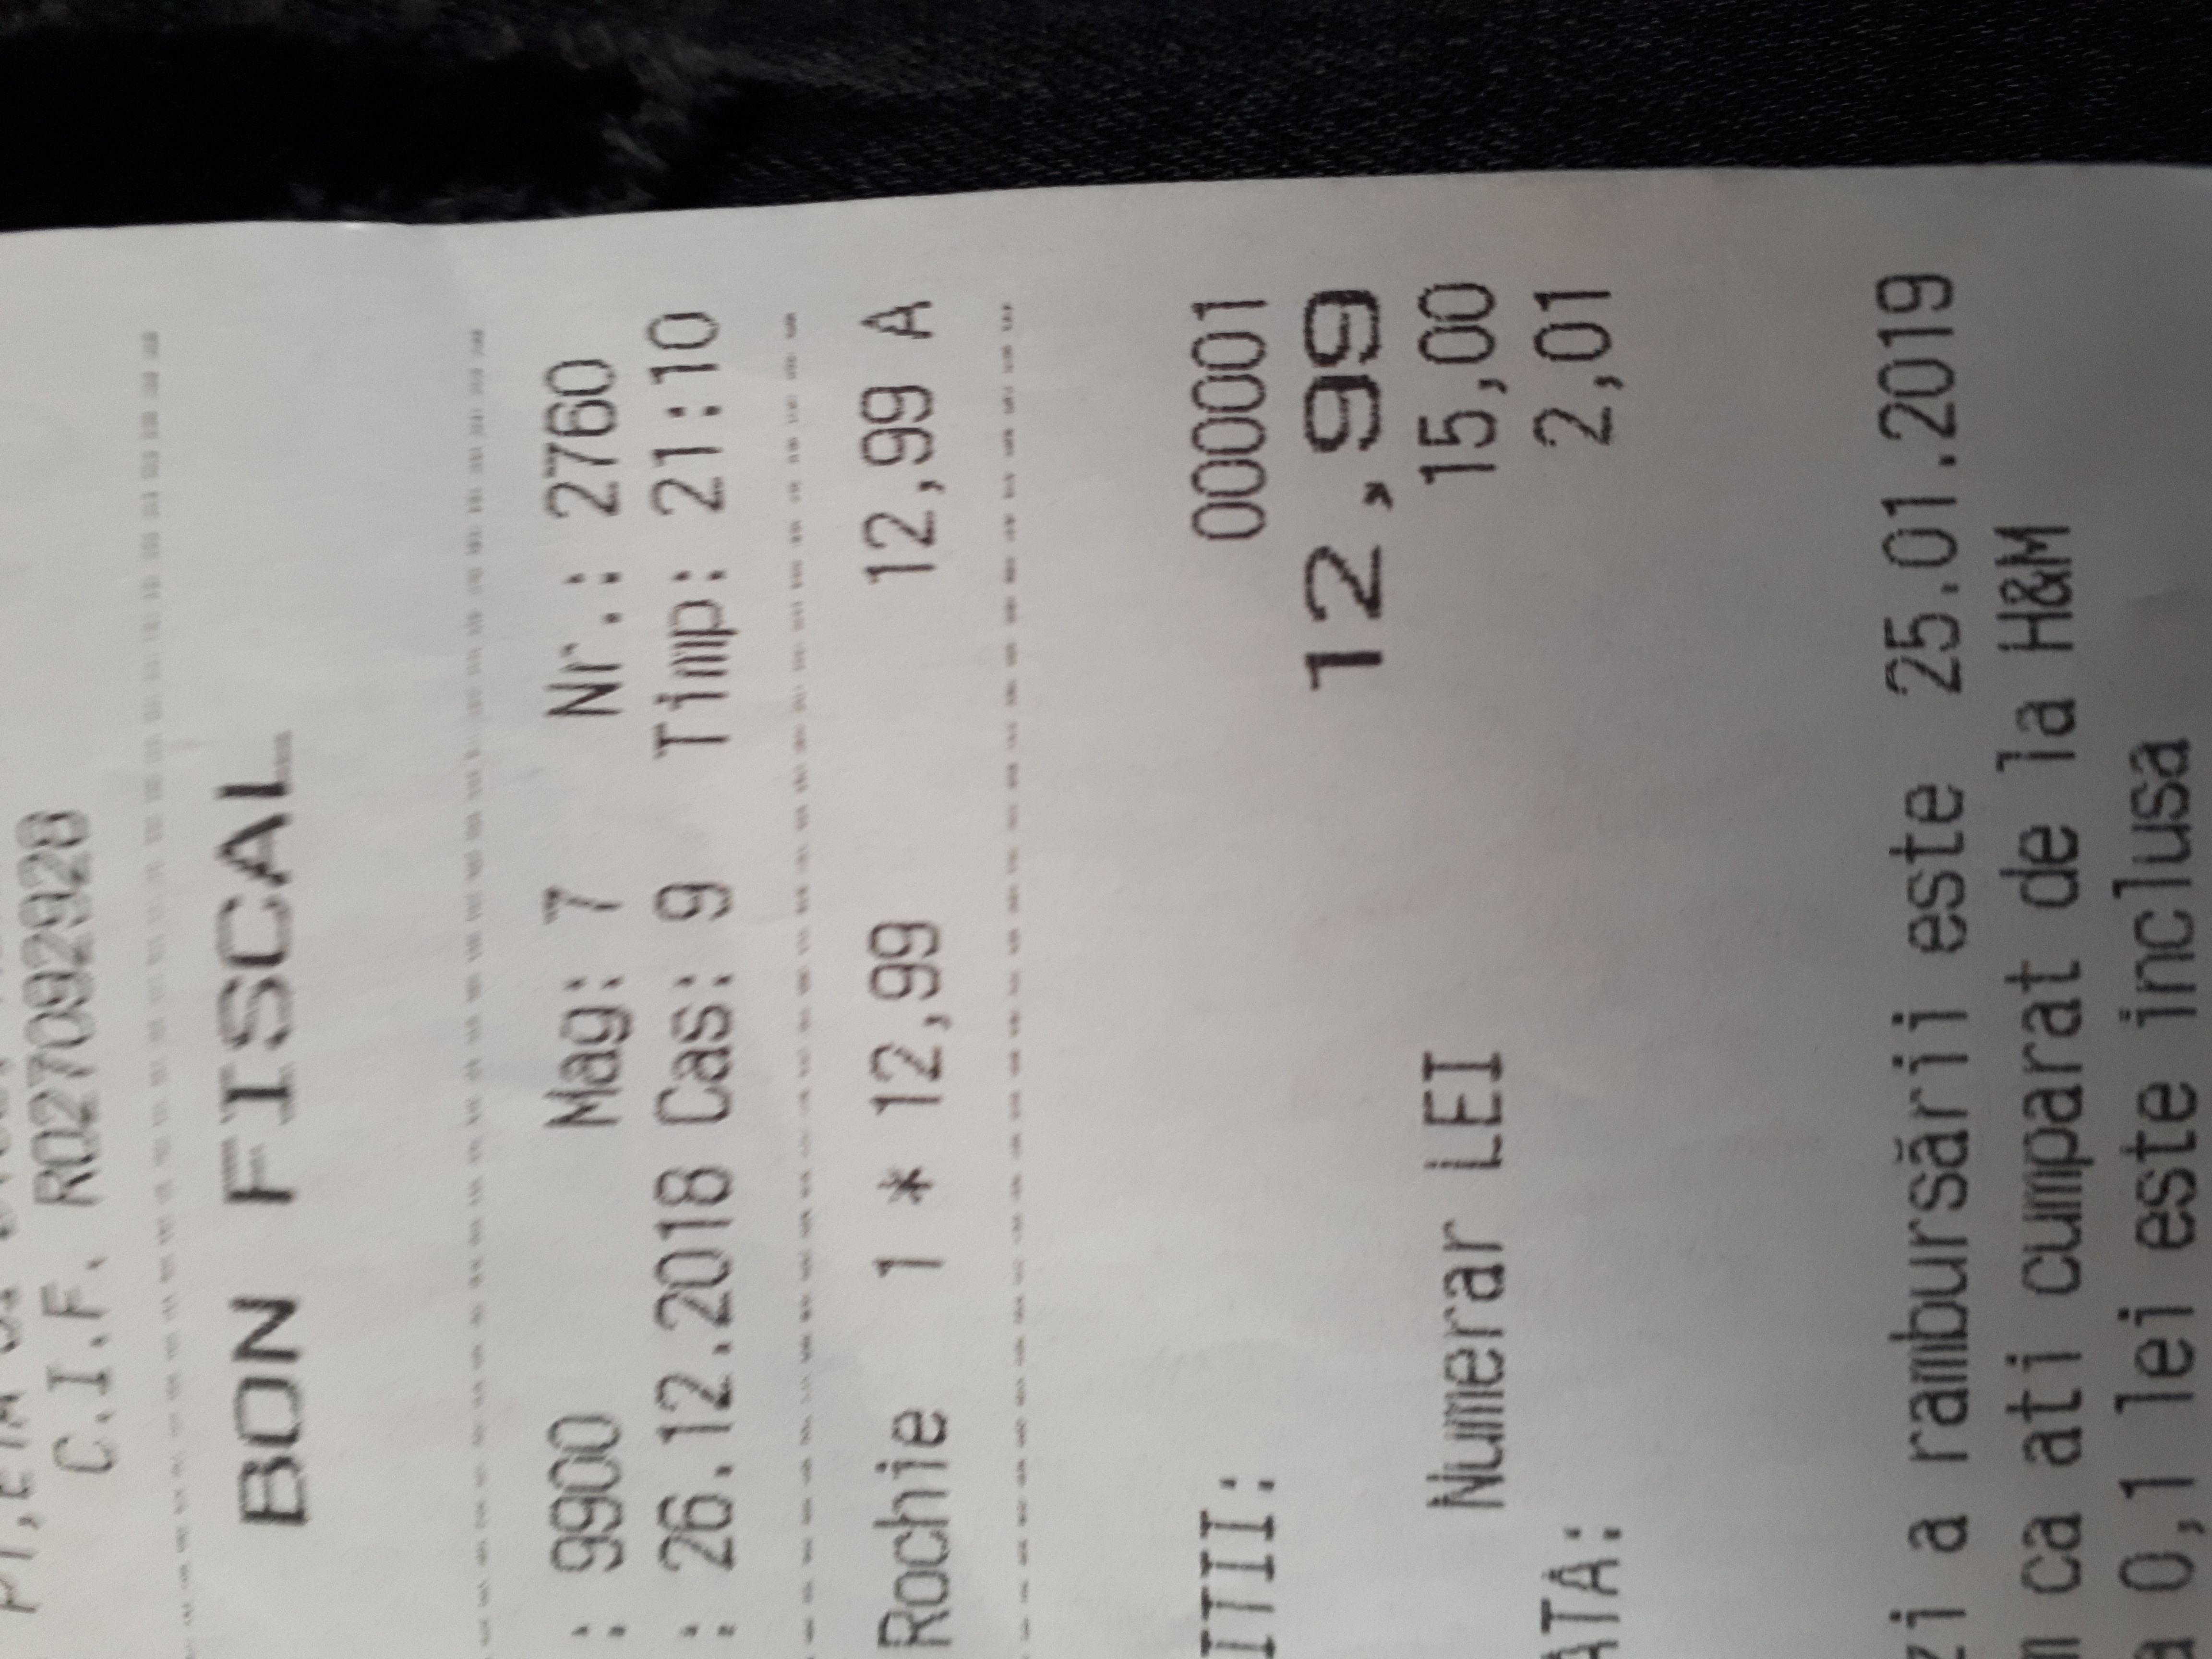 C.I.F. RO27092928
BON FISCAL
: 9900 Mag: 7 Nr.: 2760
: 26.12.2018 Cas: 9 Timp: 21:10
Rochie 1 * 12,99 12,99 A
ITII: 000001
12,99
Numerar LEI 15,00
ATA: 2,01
zi a rambursării este 25.01.2019
m ca ati cumparat de la H&M
a 0,1 lei este inclusa